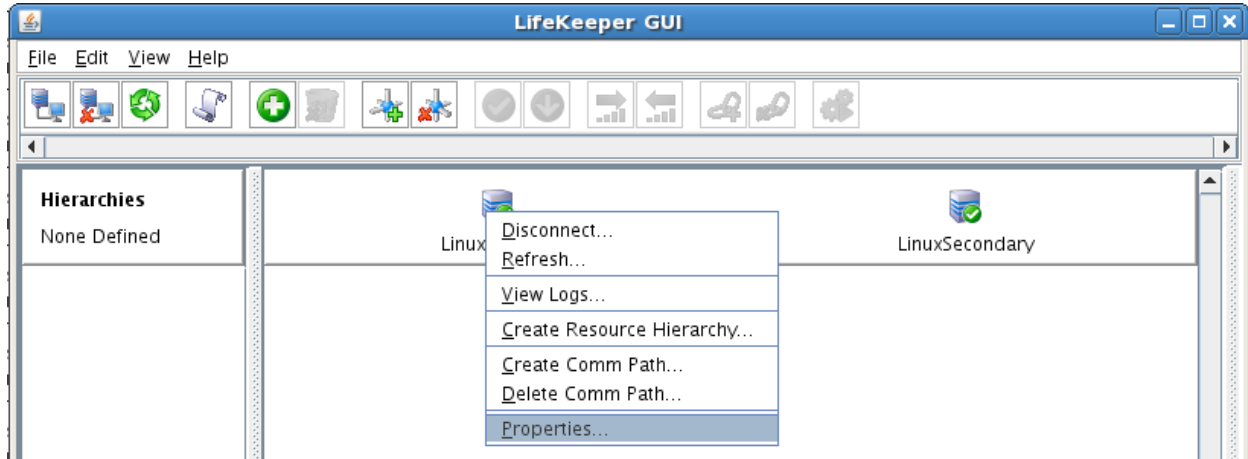 LifeKeeper GUI
File Edit View Help
Hierarchies
None Defined
Linux
LinuxSecondary
Disconnect...
Refresh...
View Logs...
Create Resource Hierarchy...
Create Comm Path...
Delete Comm Path...
Properties...